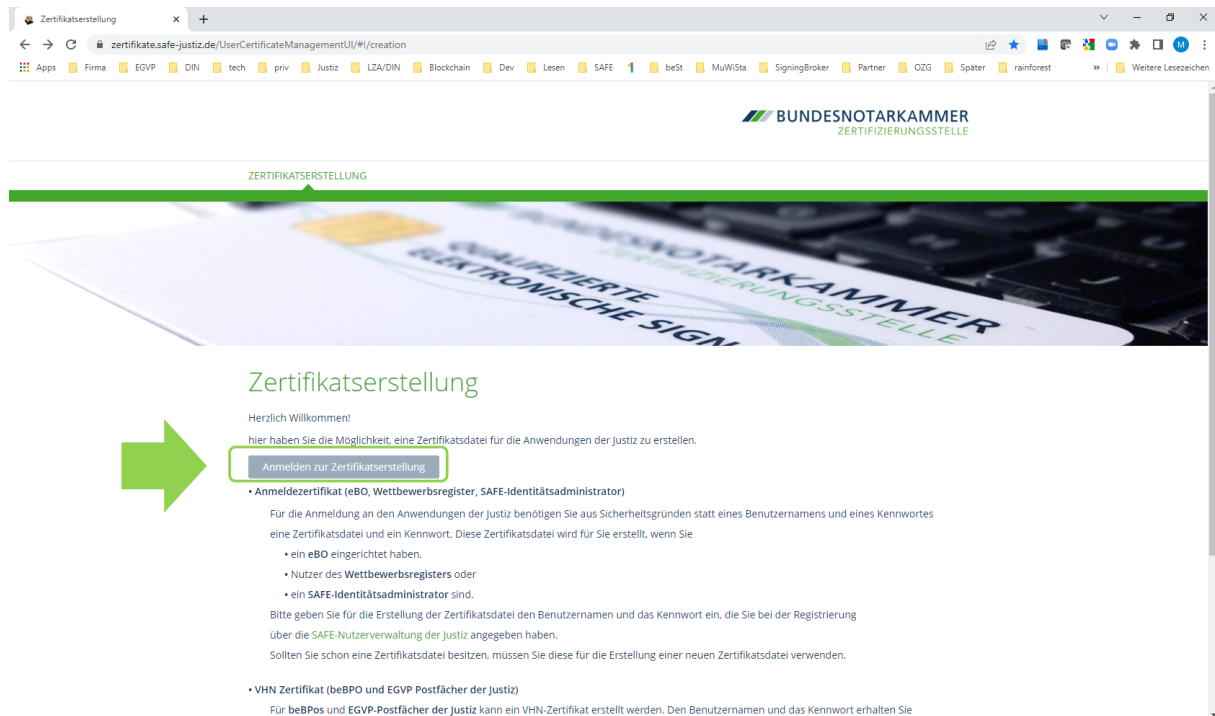 Zertifikatserstellung
zertifikate.safe-justiz.de/UserCertificateManagementUI/#!/creation
M
Apps Firma EGVP DIN tech priv Justiz LZA/DIN Blockchain Dev Lesen SAFE 1 beSt MuWiSta SigningBroker Partner OZG Später rainforest » Weitere Lesezeichen
BUNDESNOTARKAMMER
ZERTIFIZIERUNGSSTELLE
ZERTIFIKATSERSTELLUNG
BUNDESNOTARKAMMER
ZERTIFIZIERUNGSSTELLE
QUALIFIZIERTE
ELEKTRONISCHE SIGN
Zertifikatserstellung
Herzlich Willkommen!
hier haben Sie die Möglichkeit, eine Zertifikatsdatei für die Anwendungen der Justiz zu erstellen.
Anmelden zur Zertifikatserstellung
• Anmeldezertifikat (eBO, Wettbewerbsregister, SAFE-Identitätsadministrator)
Für die Anmeldung an den Anwendungen der Justiz benötigen Sie aus Sicherheitsgründen statt eines Benutzernamens und eines Kennwortes
eine Zertifikatsdatei und ein Kennwort. Diese Zertifikatsdatei wird für Sie erstellt, wenn Sie
• ein eBO eingerichtet haben,
• Nutzer des Wettbewerbsregisters oder
• ein SAFE-Identitätsadministrator sind.
Bitte geben Sie für die Erstellung der Zertifikatsdatei den Benutzernamen und das Kennwort ein, die Sie bei der Registrierung
über die SAFE-Nutzerverwaltung der Justiz angegeben haben.
Sollten Sie schon eine Zertifikatsdatei besitzen, müssen Sie diese für die Erstellung einer neuen Zertifikatsdatei verwenden.
• VHN Zertifikat (beBPO und EGVP Postfächer der Justiz)
Für beBPos und EGVP-Postfächer der Justiz kann ein VHN-Zertifikat erstellt werden. Den Benutzernamen und das Kennwort erhalten Sie